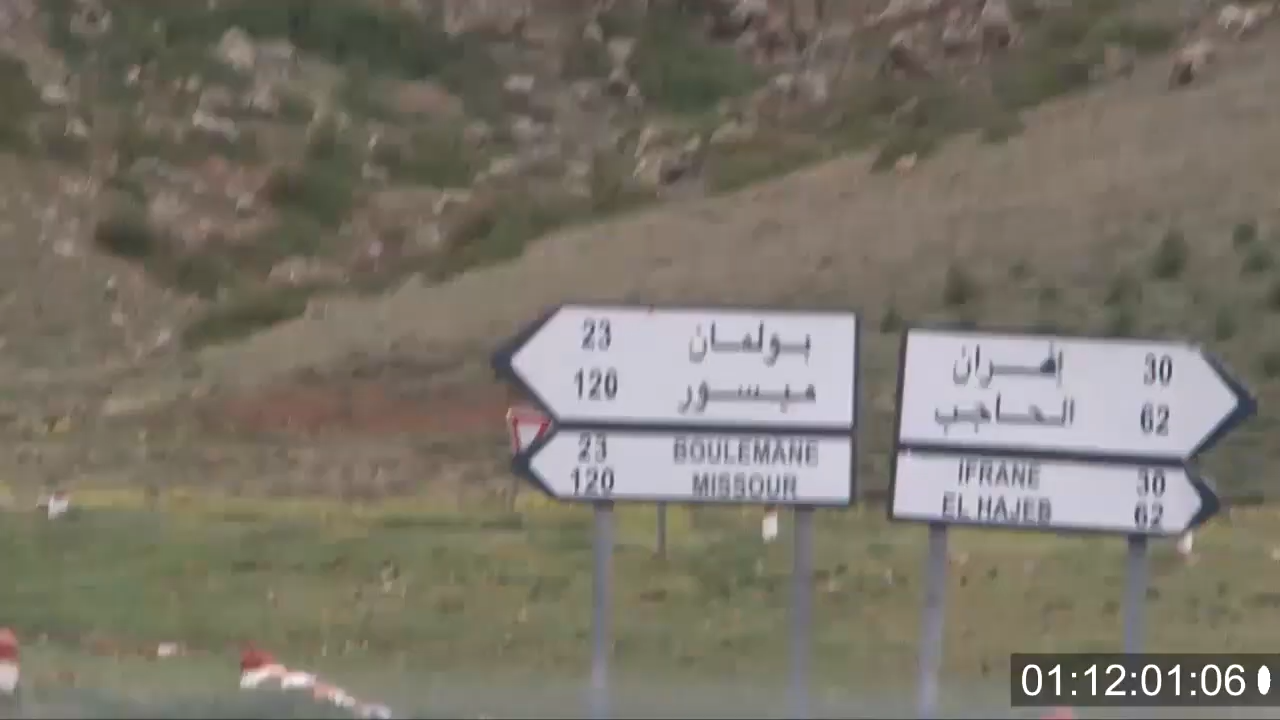 23 بولمان
120 ميسور
23 BOULEMANE
120 MISSOUR
إفران 30
الحاجب 62
IFRANE 30
EL HAJEB 62
01:12:01:06